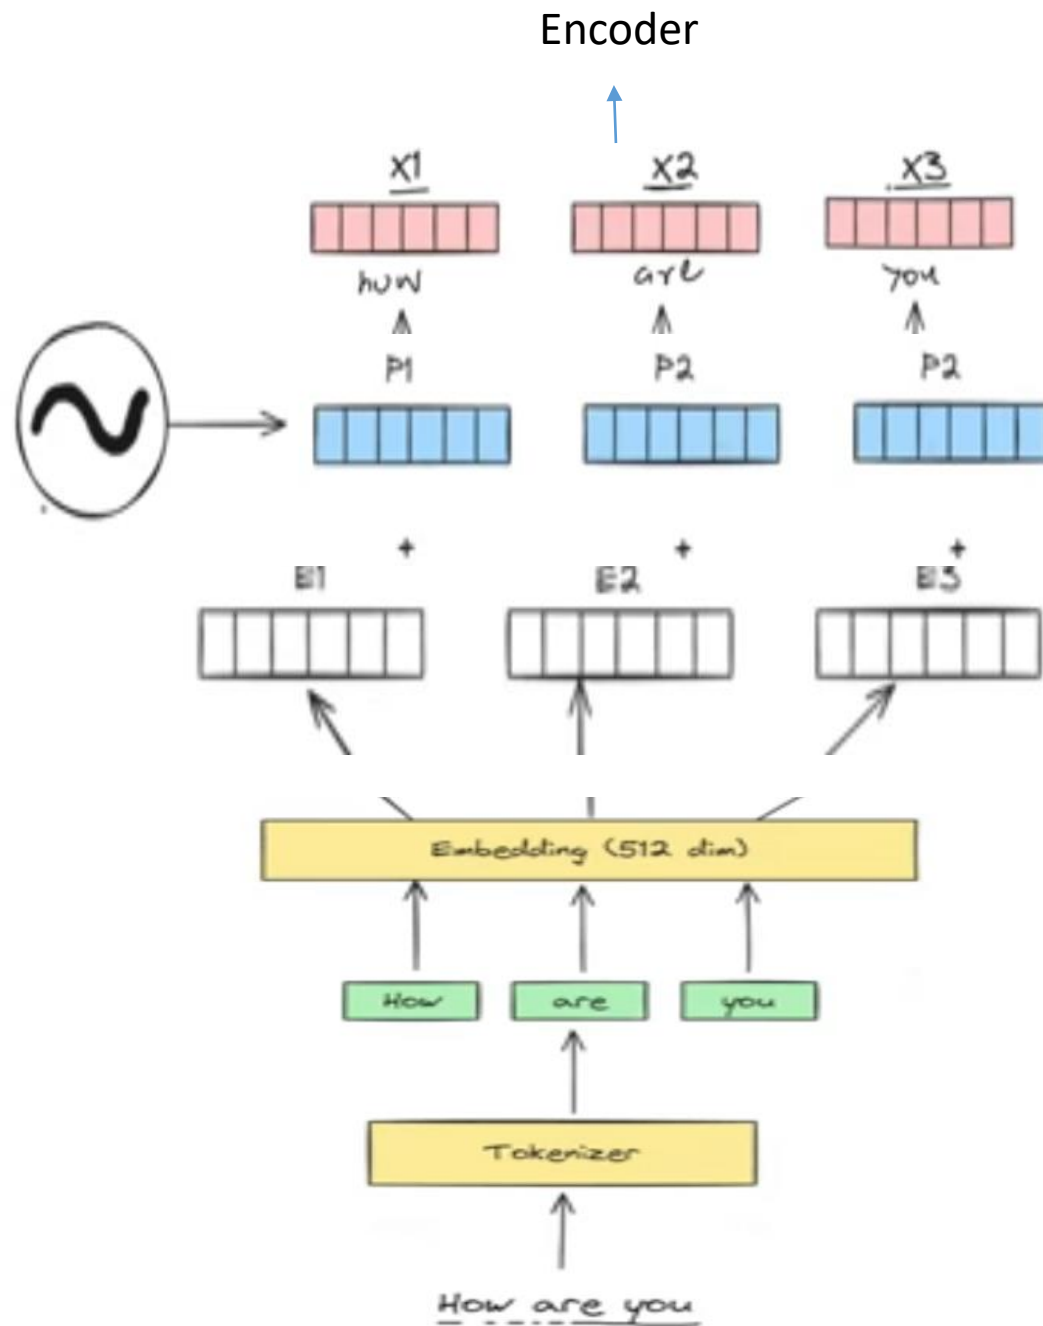 Encoder
X1 X2 X3
how are you
P1 P2 P2
+ + +
E1 E2 E3
Embedding (512 dim)
How are you
Tokenizer
How are you